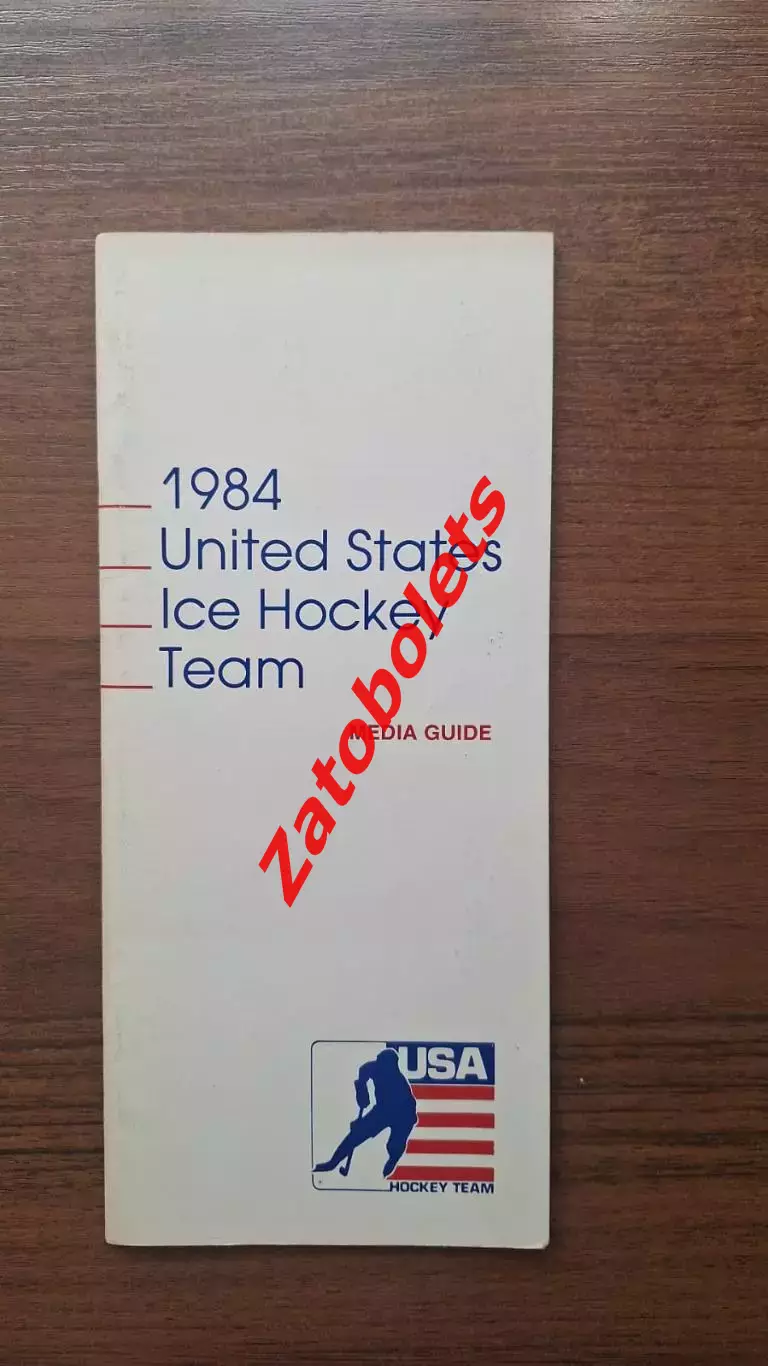 1984
United States
Ice Hockey
Team
MEDIA GUIDE
Zatobolets
USA
HOCKEY TEAM